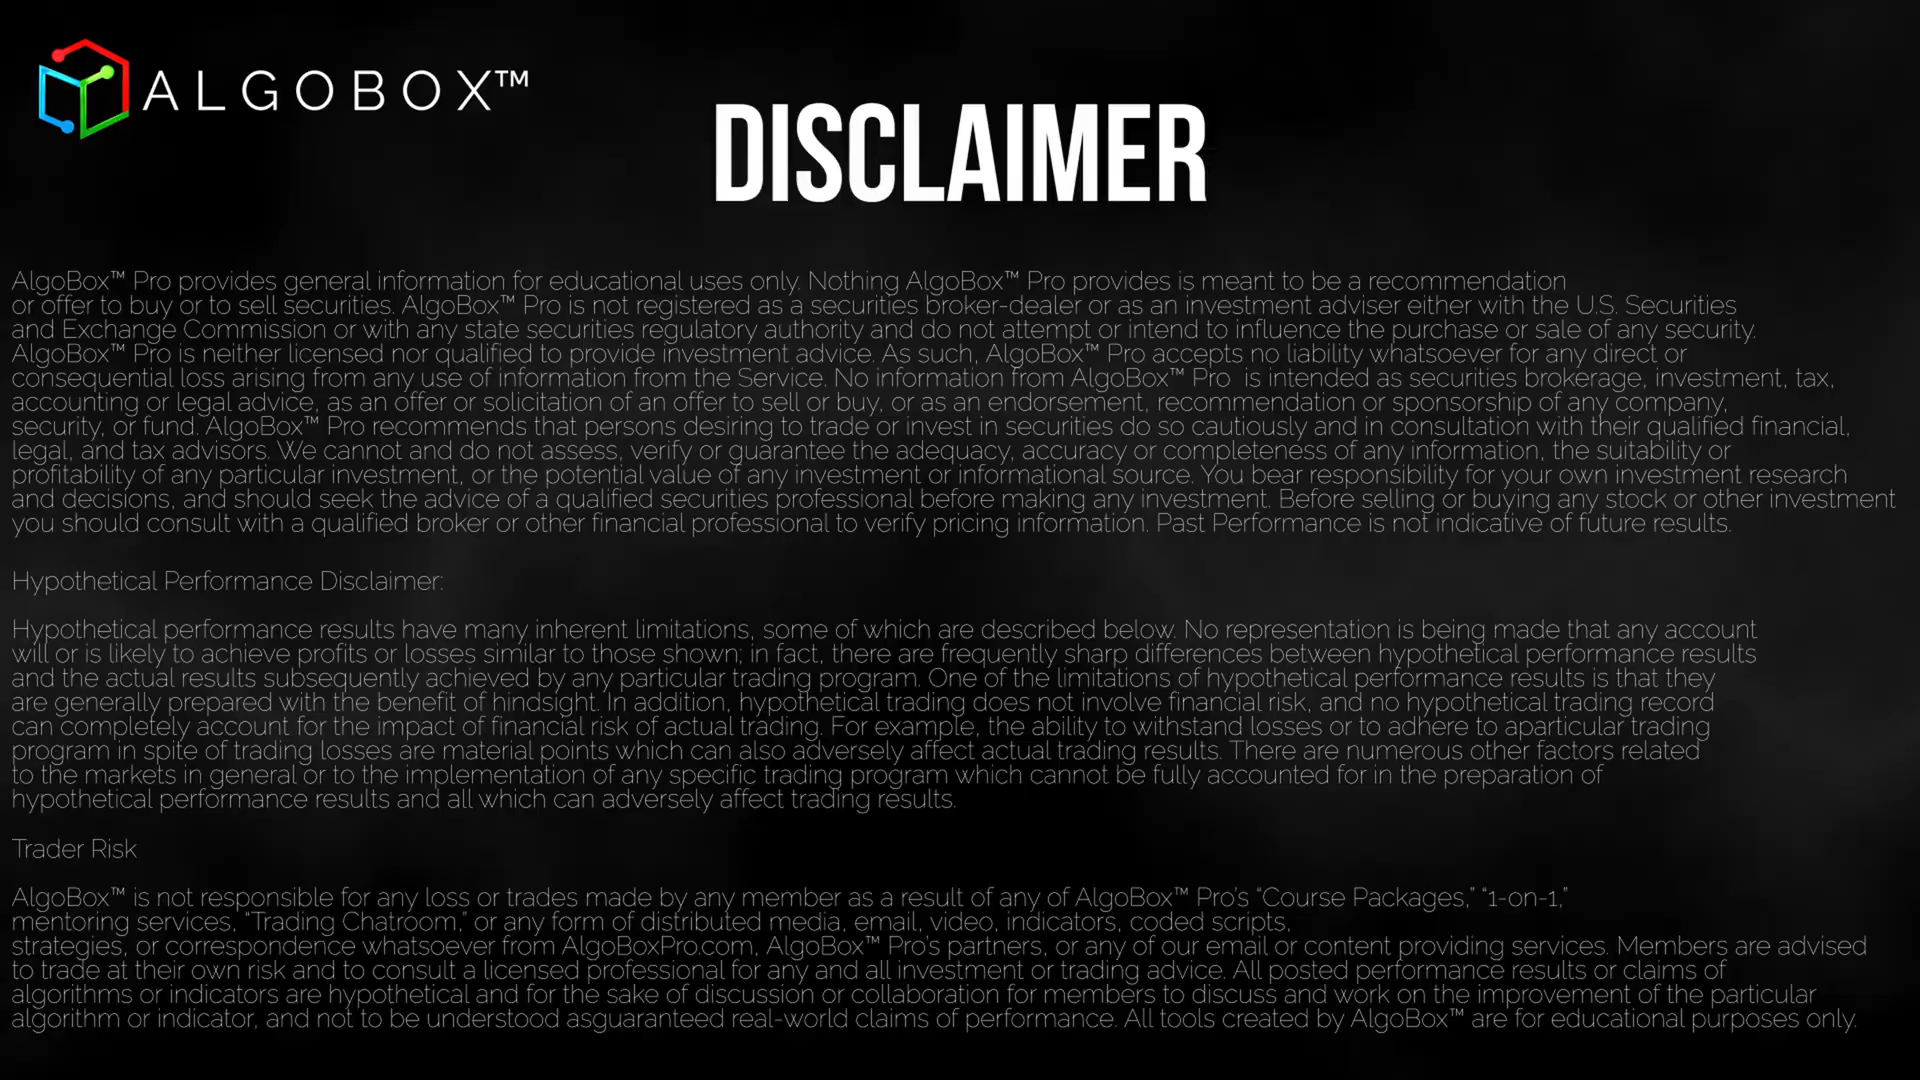 ALGOBOX™
DISCLAIMER
AlgoBox™ Pro provides general information for educational uses only. Nothing AlgoBox™ Pro provides is meant to be a recommendation
or offer to buy or to sell securities. AlgoBox™ Pro is not registered as a securities broker-dealer or as an investment adviser either with the U.S. Securities
and Exchange Commission or with any state securities regulatory authority and do not attempt or intend to influence the purchase or sale of any security.
AlgoBox™ Pro is neither licensed nor qualified to provide investment advice. As such, AlgoBox™ Pro accepts no liability whatsoever for any direct or
consequential loss arising from any use of information from the Service. No information from AlgoBox™ Pro  is intended as securities brokerage, investment, tax,
accounting or legal advice, as an offer or solicitation of an offer to sell or buy, or as an endorsement, recommendation or sponsorship of any company,
security, or fund. AlgoBox™ Pro recommends that persons desiring to trade or invest in securities do so cautiously and in consultation with their qualified financial,
legal, and tax advisors. We cannot and do not assess, verify or guarantee the adequacy, accuracy or completeness of any information, the suitability or
profitability of any particular investment, or the potential value of any investment or informational source. You bear responsibility for your own investment research
and decisions, and should seek the advice of a qualified securities professional before making any investment. Before selling or buying any stock or other investment
you should consult with a qualified broker or other financial professional to verify pricing information. Past Performance is not indicative of future results.
Hypothetical Performance Disclaimer:
Hypothetical performance results have many inherent limitations, some of which are described below. No representation is being made that any account
will or is likely to achieve profits or losses similar to those shown; in fact, there are frequently sharp differences between hypothetical performance results
and the actual results subsequently achieved by any particular trading program. One of the limitations of hypothetical performance results is that they
are generally prepared with the benefit of hindsight. In addition, hypothetical trading does not involve financial risk, and no hypothetical trading record
can completely account for the impact of financial risk of actual trading. For example, the ability to withstand losses or to adhere to aparticular trading
program in spite of trading losses are material points which can also adversely affect actual trading results. There are numerous other factors related
to the markets in general or to the implementation of any specific trading program which cannot be fully accounted for in the preparation of
hypothetical performance results and all which can adversely affect trading results.
Trader Risk
AlgoBox™ is not responsible for any loss or trades made by any member as a result of any of AlgoBox™ Pro's “Course Packages,” “1-on-1,”
mentoring services, “Trading Chatroom,” or any form of distributed media, email, video, indicators, coded scripts,
strategies, or correspondence whatsoever from AlgoBoxPro.com, AlgoBox™ Pro's partners, or any of our email or content providing services. Members are advised
to trade at their own risk and to consult a licensed professional for any and all investment or trading advice. All posted performance results or claims of
algorithms or indicators are hypothetical and for the sake of discussion or collaboration for members to discuss and work on the improvement of the particular
algorithm or indicator, and not to be understood asguaranteed real-world claims of performance. All tools created by AlgoBox™ are for educational purposes only.